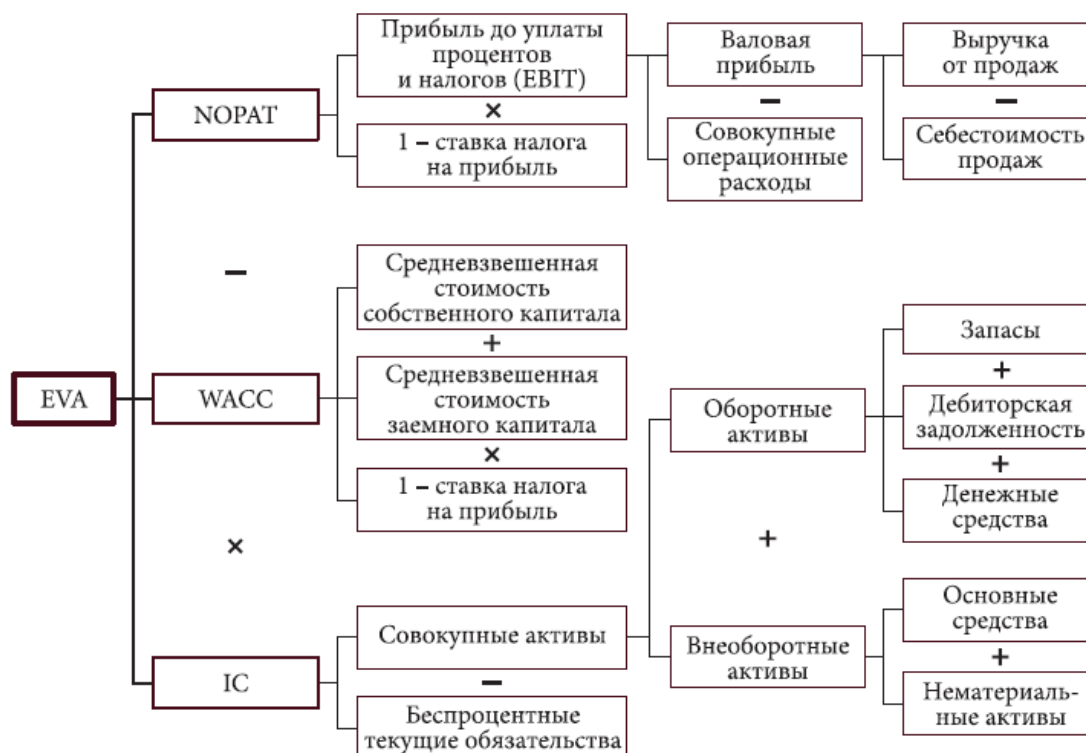 Прибыль до уплаты
процентов
и налогов (EBIT)
Валовая
прибыль
Выручка
от продаж
NOPAT
×
−
−
1 − ставка налога
на прибыль
Совокупные
операционные
расходы
Себестоимость
продаж
−
Средневзвешенная
стоимость
собственного капитала
+
Запасы
+
EVA
WACC
Средневзвешенная
стоимость
заемного капитала
Оборотные
активы
Дебиторская
задолженность
×
+
1 − ставка налога
на прибыль
Денежные
средства
×
+
Совокупные активы
Внеоборотные
активы
Основные
средства
+
IC
−
Беспроцентные
текущие обязательства
Нематериаль-
ные активы